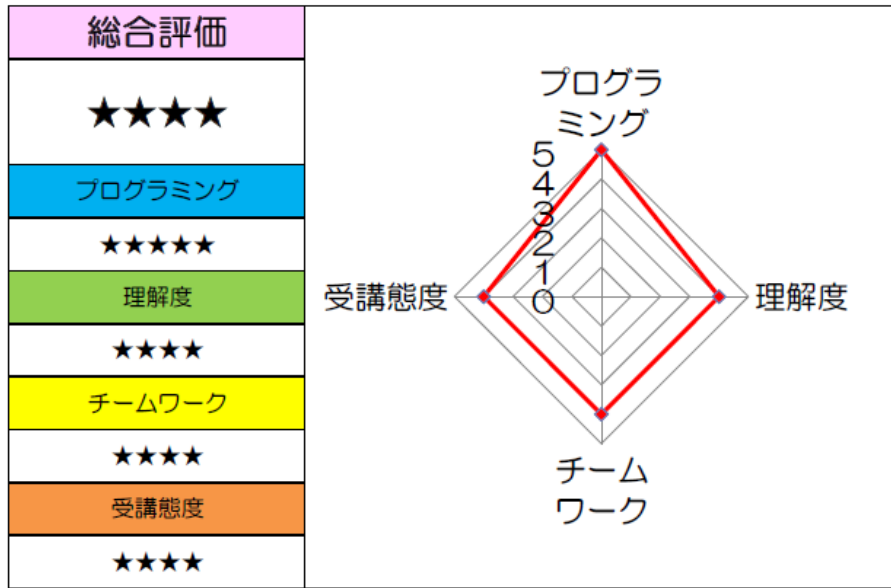 総合評価
★★★★
プログラミング
★★★★★
理解度
★★★★
チームワーク
★★★★
受講態度
★★★★
プログラ
ミング
5
4
3
2
1
0
受講態度
理解度
チーム
ワーク